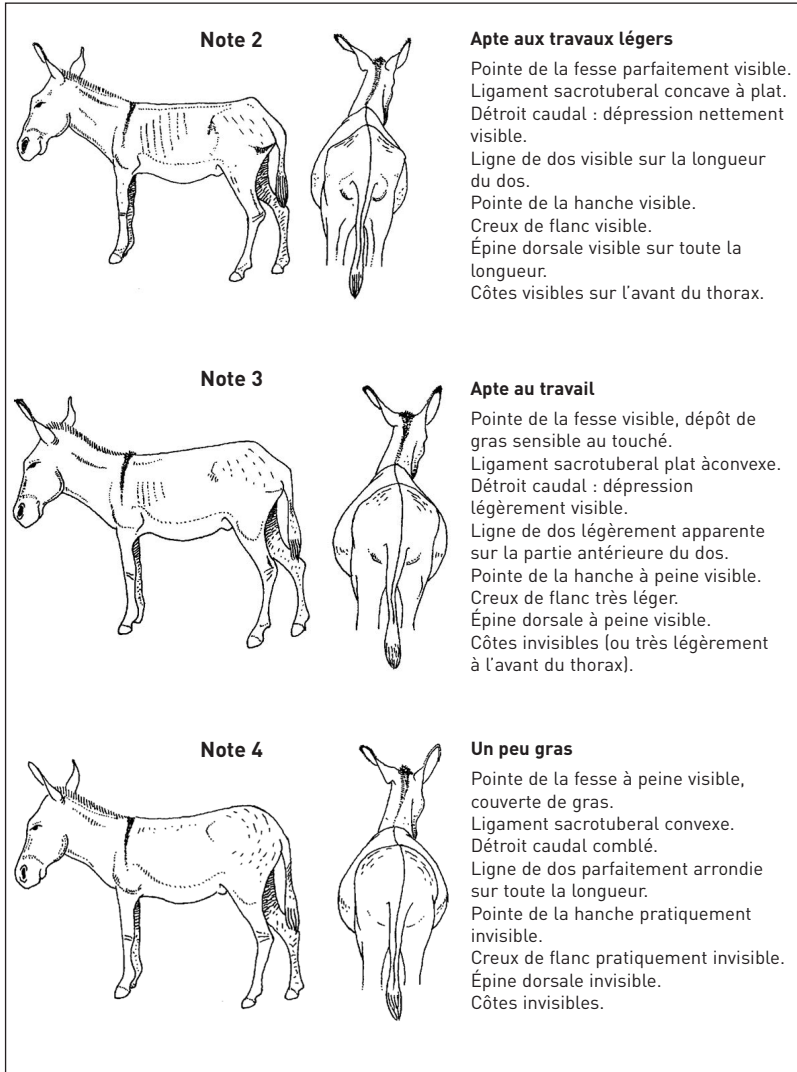 Note 2
Apte aux travaux légers
Pointe de la fesse parfaitement visible.
Ligament sacrotuberal concave à plat.
Détroit caudal : dépression nettement
visible.
Ligne de dos visible sur la longueur
du dos.
Pointe de la hanche visible.
Creux de flanc visible.
Épine dorsale visible sur toute la
longueur.
Côtes visibles sur l’avant du thorax.
Note 3
Apte au travail
Pointe de la fesse visible, dépôt de
gras sensible au touché.
Ligament sacrotuberal plat àconvexe.
Détroit caudal : dépression
légèrement visible.
Ligne de dos légèrement apparente
sur la partie antérieure du dos.
Pointe de la hanche à peine visible.
Creux de flanc très léger.
Épine dorsale à peine visible.
Côtes invisibles (ou très légèrement
à l’avant du thorax).
Note 4
Un peu gras
Pointe de la fesse à peine visible,
couverte de gras.
Ligament sacrotuberal convexe.
Détroit caudal comblé.
Ligne de dos parfaitement arrondie
sur toute la longueur.
Pointe de la hanche pratiquement
invisible.
Creux de flanc pratiquement invisible.
Épine dorsale invisible.
Côtes invisibles.